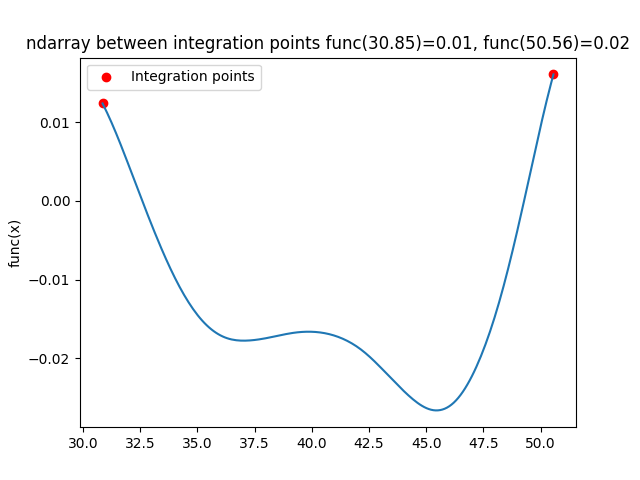 ndarray between integration points func(30.85)=0.01, func(50.56)=0.02
Integration points
func(x)
0.01
0.00
−0.01
−0.02
30.0 32.5 35.0 37.5 40.0 42.5 45.0 47.5 50.0